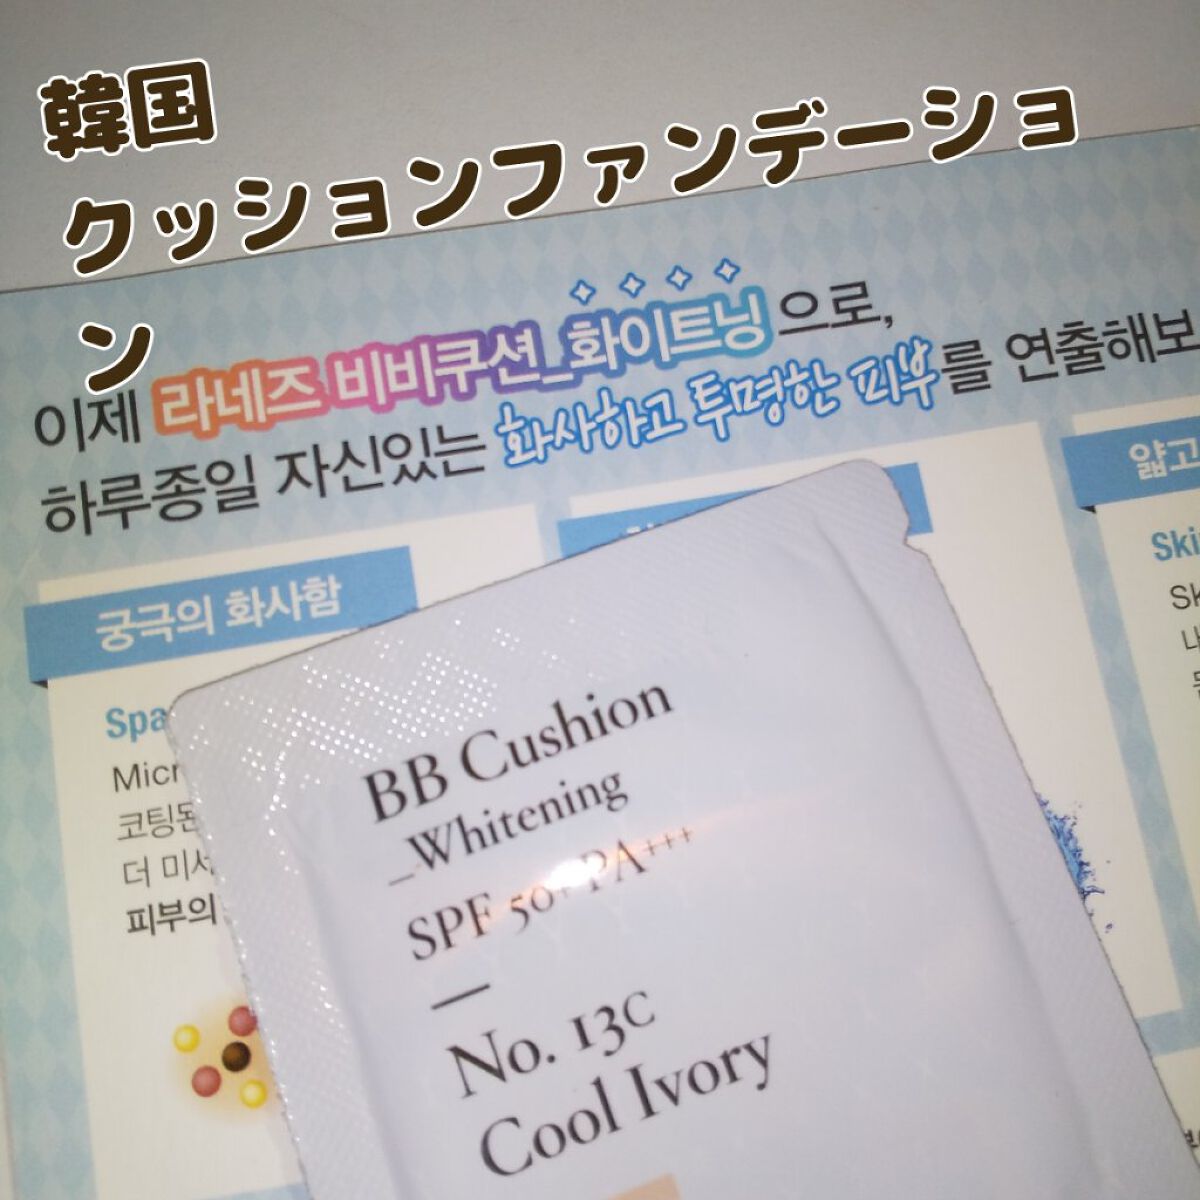 韓国
クッションファンデーショ
ン
이제 라네즈 비비쿠션_화이트닝 으로,
하루종일 자신있는 화사하고 투명한 피부를 연출해보
궁극의 화사함
얇고
Spa
Micr
코팅된
더 미세
피부의
Ski
Sk
내
BB Cushion
_Whitening
SPF 50+ PA+++
No. 13C
Cool Ivory